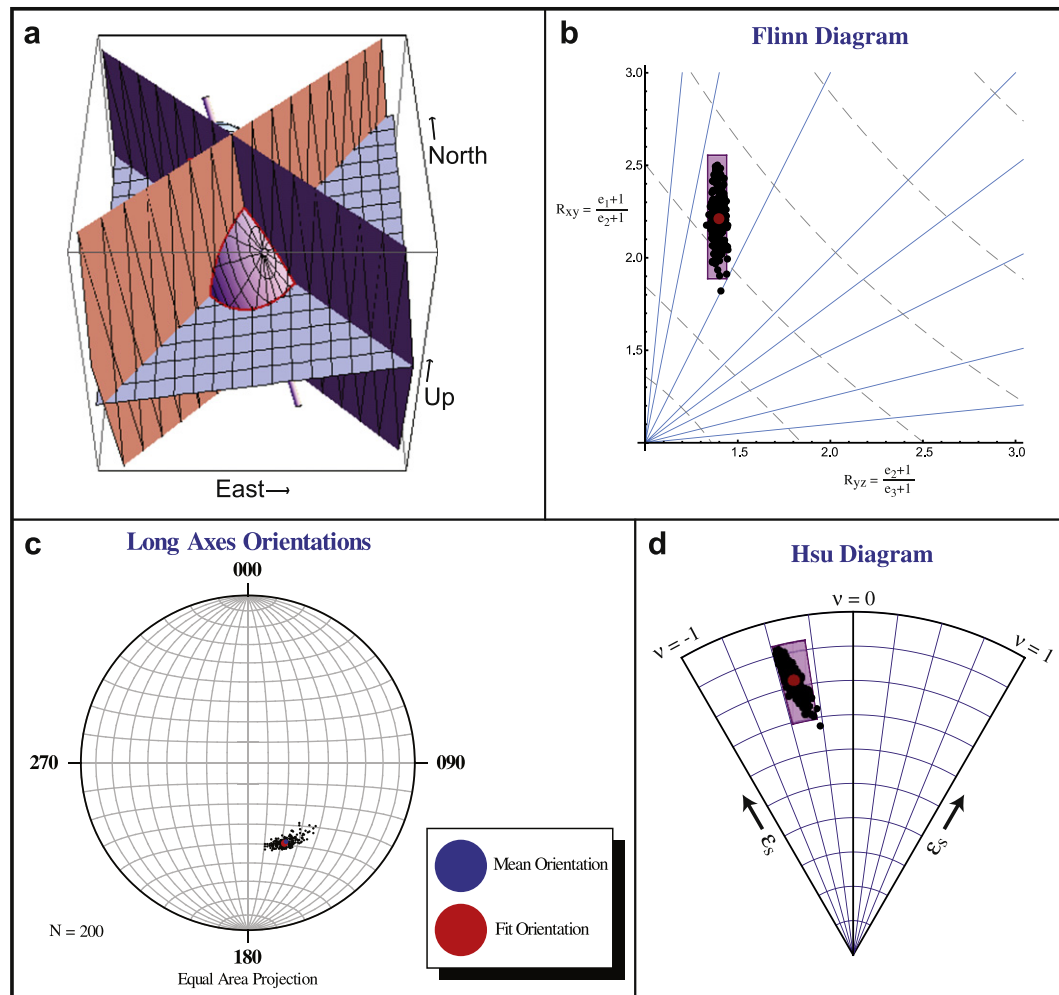 a
North
Up
East
b
Flinn Diagram
3.0
2.5
2.0
1.5
1.5
2.0
2.5
3.0
Rxy = e1+1 / e2+1
Ryz = e2+1 / e3+1
c
Long Axes Orientations
000
270
090
180
N = 200
Equal Area Projection
Mean Orientation
Fit Orientation
d
Hsu Diagram
ν = -1
ν = 0
ν = 1
εs
εs